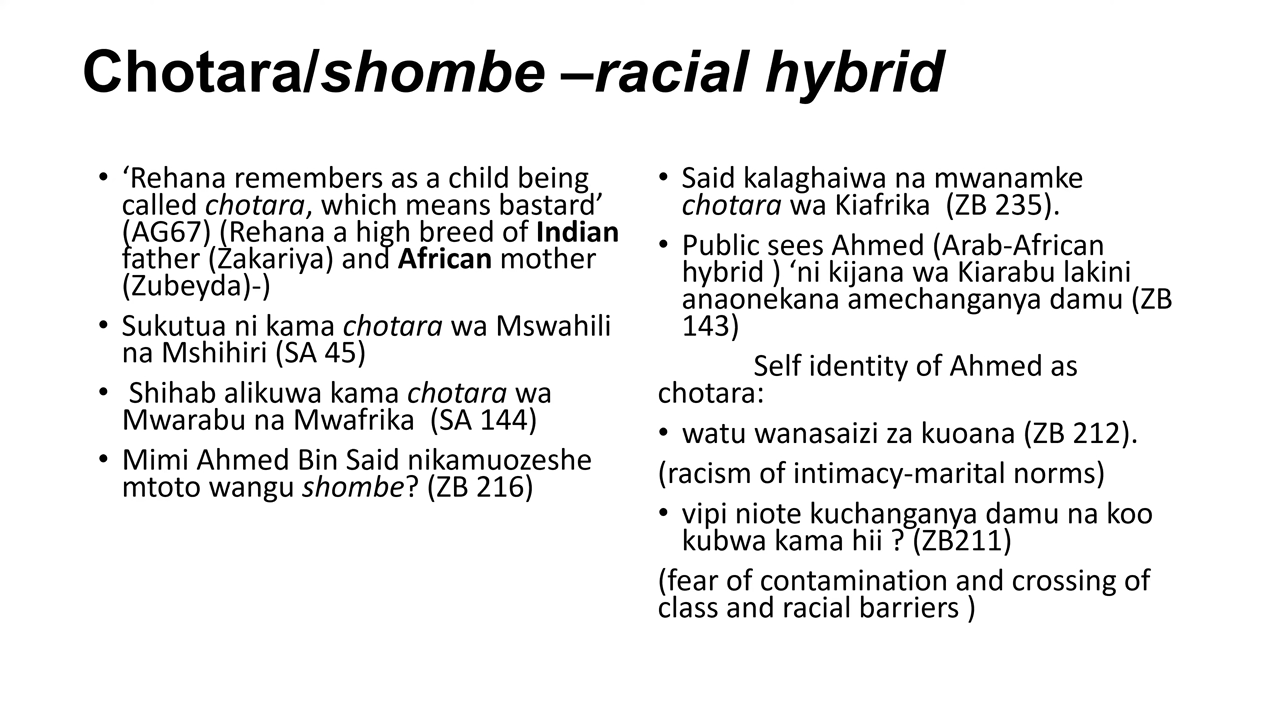 Chotara/shombe –racial hybrid
• ‘Rehana remembers as a child being
called chotara, which means bastard’
(AG67) (Rehana a high breed of Indian
father (Zakariya) and African mother
(Zubeyda)-)
• Sukutua ni kama chotara wa Mswahili
na Mshihiri (SA 45)
• Shihab alikuwa kama chotara wa
Mwarabu na Mwafrika (SA 144)
• Mimi Ahmed Bin Said nikamuozeshe
mtoto wangu shombe? (ZB 216)
• Said kalaghaiwa na mwanamke
chotara wa Kiafrika (ZB 235).
• Public sees Ahmed (Arab-African
hybrid ) ‘ni kijana wa Kiarabu lakini
anaonekana amechanganya damu (ZB
143)
Self identity of Ahmed as
chotara:
• watu wanasaizi za kuoana (ZB 212).
(racism of intimacy-marital norms)
• vipi niote kuchanganya damu na koo
kubwa kama hii ? (ZB211)
(fear of contamination and crossing of
class and racial barriers )